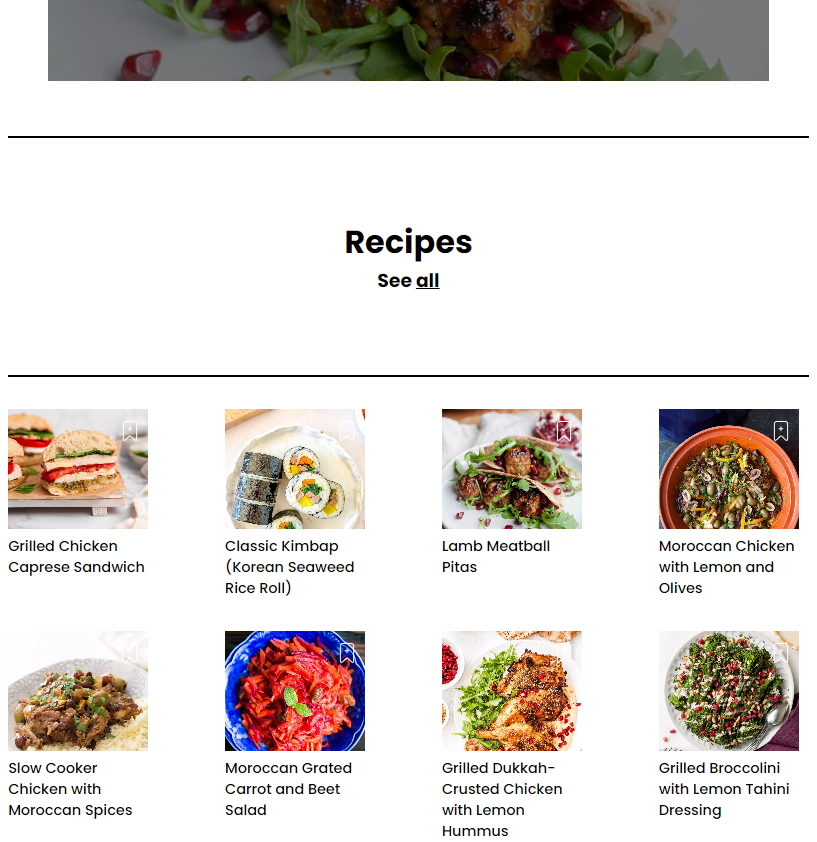 Recipes
See all
Grilled Chicken
Caprese Sandwich
Classic Kimbap
(Korean Seaweed
Rice Roll)
Lamb Meatball
Pitas
Moroccan Chicken
with Lemon and
Olives
Slow Cooker
Chicken with
Moroccan Spices
Moroccan Grated
Carrot and Beet
Salad
Grilled Dukkah-
Crusted Chicken
with Lemon
Hummus
Grilled Broccolini
with Lemon Tahini
Dressing